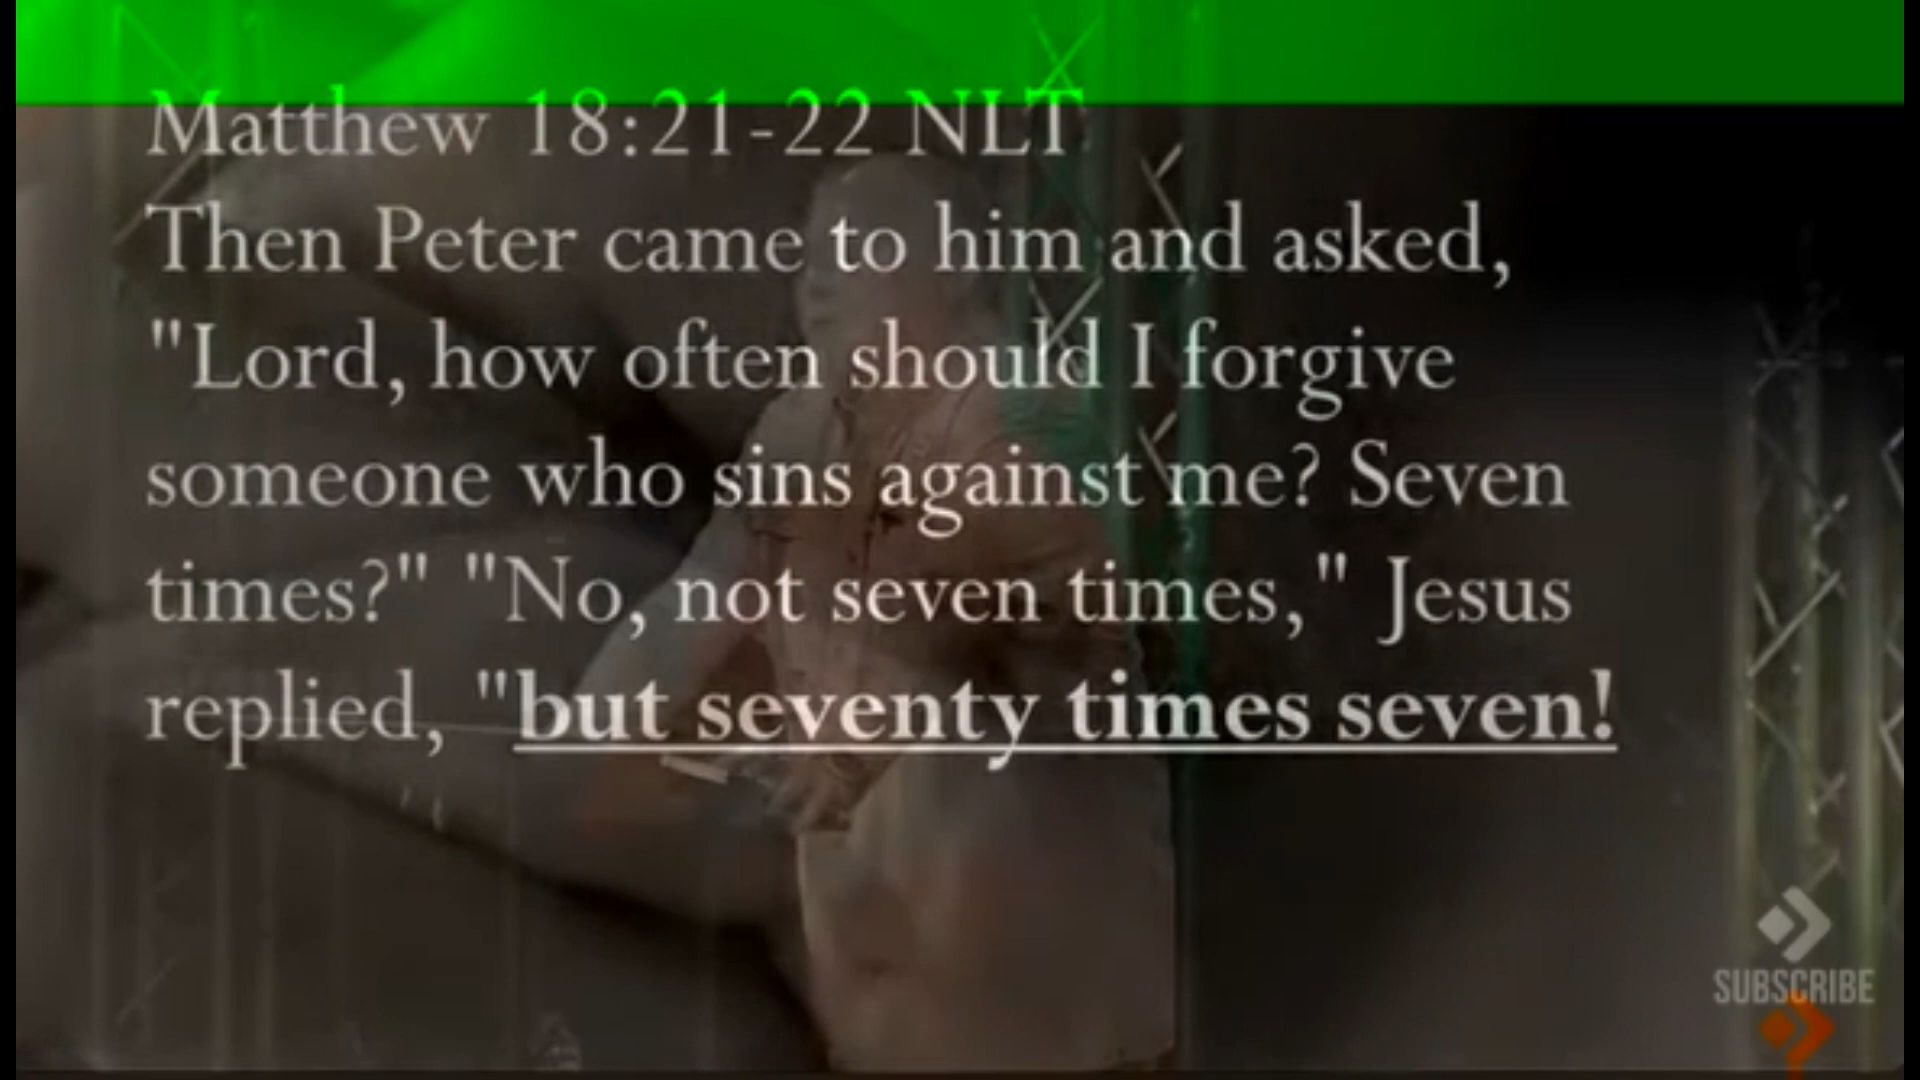 Matthew 18:21-22 NLT
Then Peter came to him and asked,
"Lord, how often should I forgive
someone who sins against me? Seven
times?" "No, not seven times," Jesus
replied, "but seventy times seven!
SUBSCRIBE